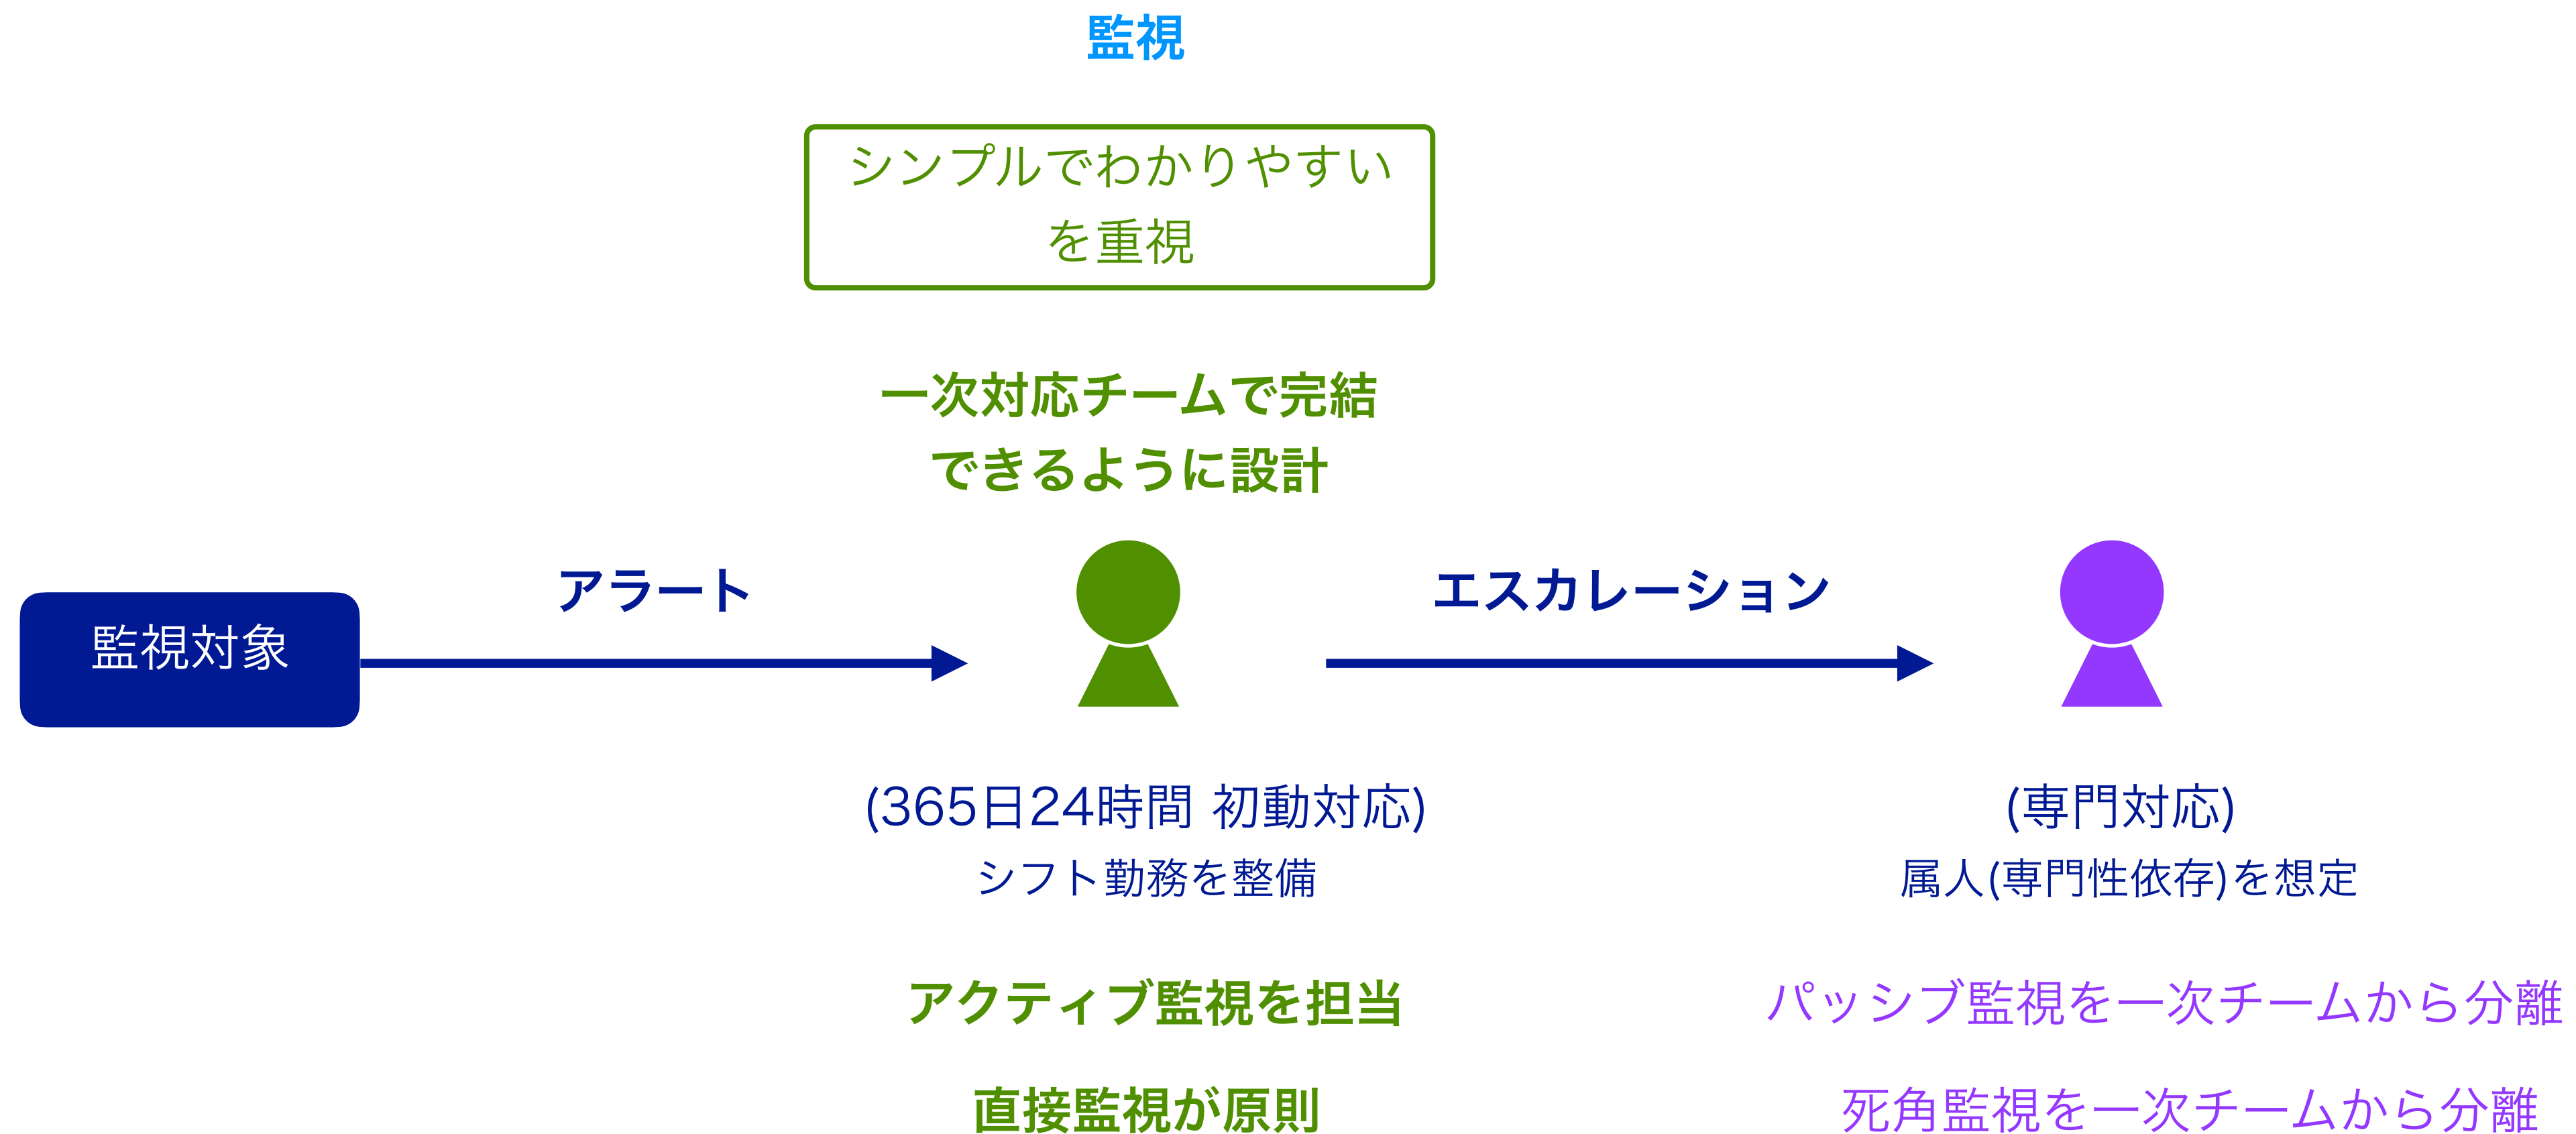 監視
シンプルでわかりやすい
を重視
一次対応チームで完結
できるように設計
アラート
エスカレーション
監視対象
(365日24時間 初動対応)
シフト勤務を整備
(専門対応)
属人(専門性依存)を想定
アクティブ監視を担当
パッシブ監視を一次チームから分離
直接監視が原則
死角監視を一次チームから分離